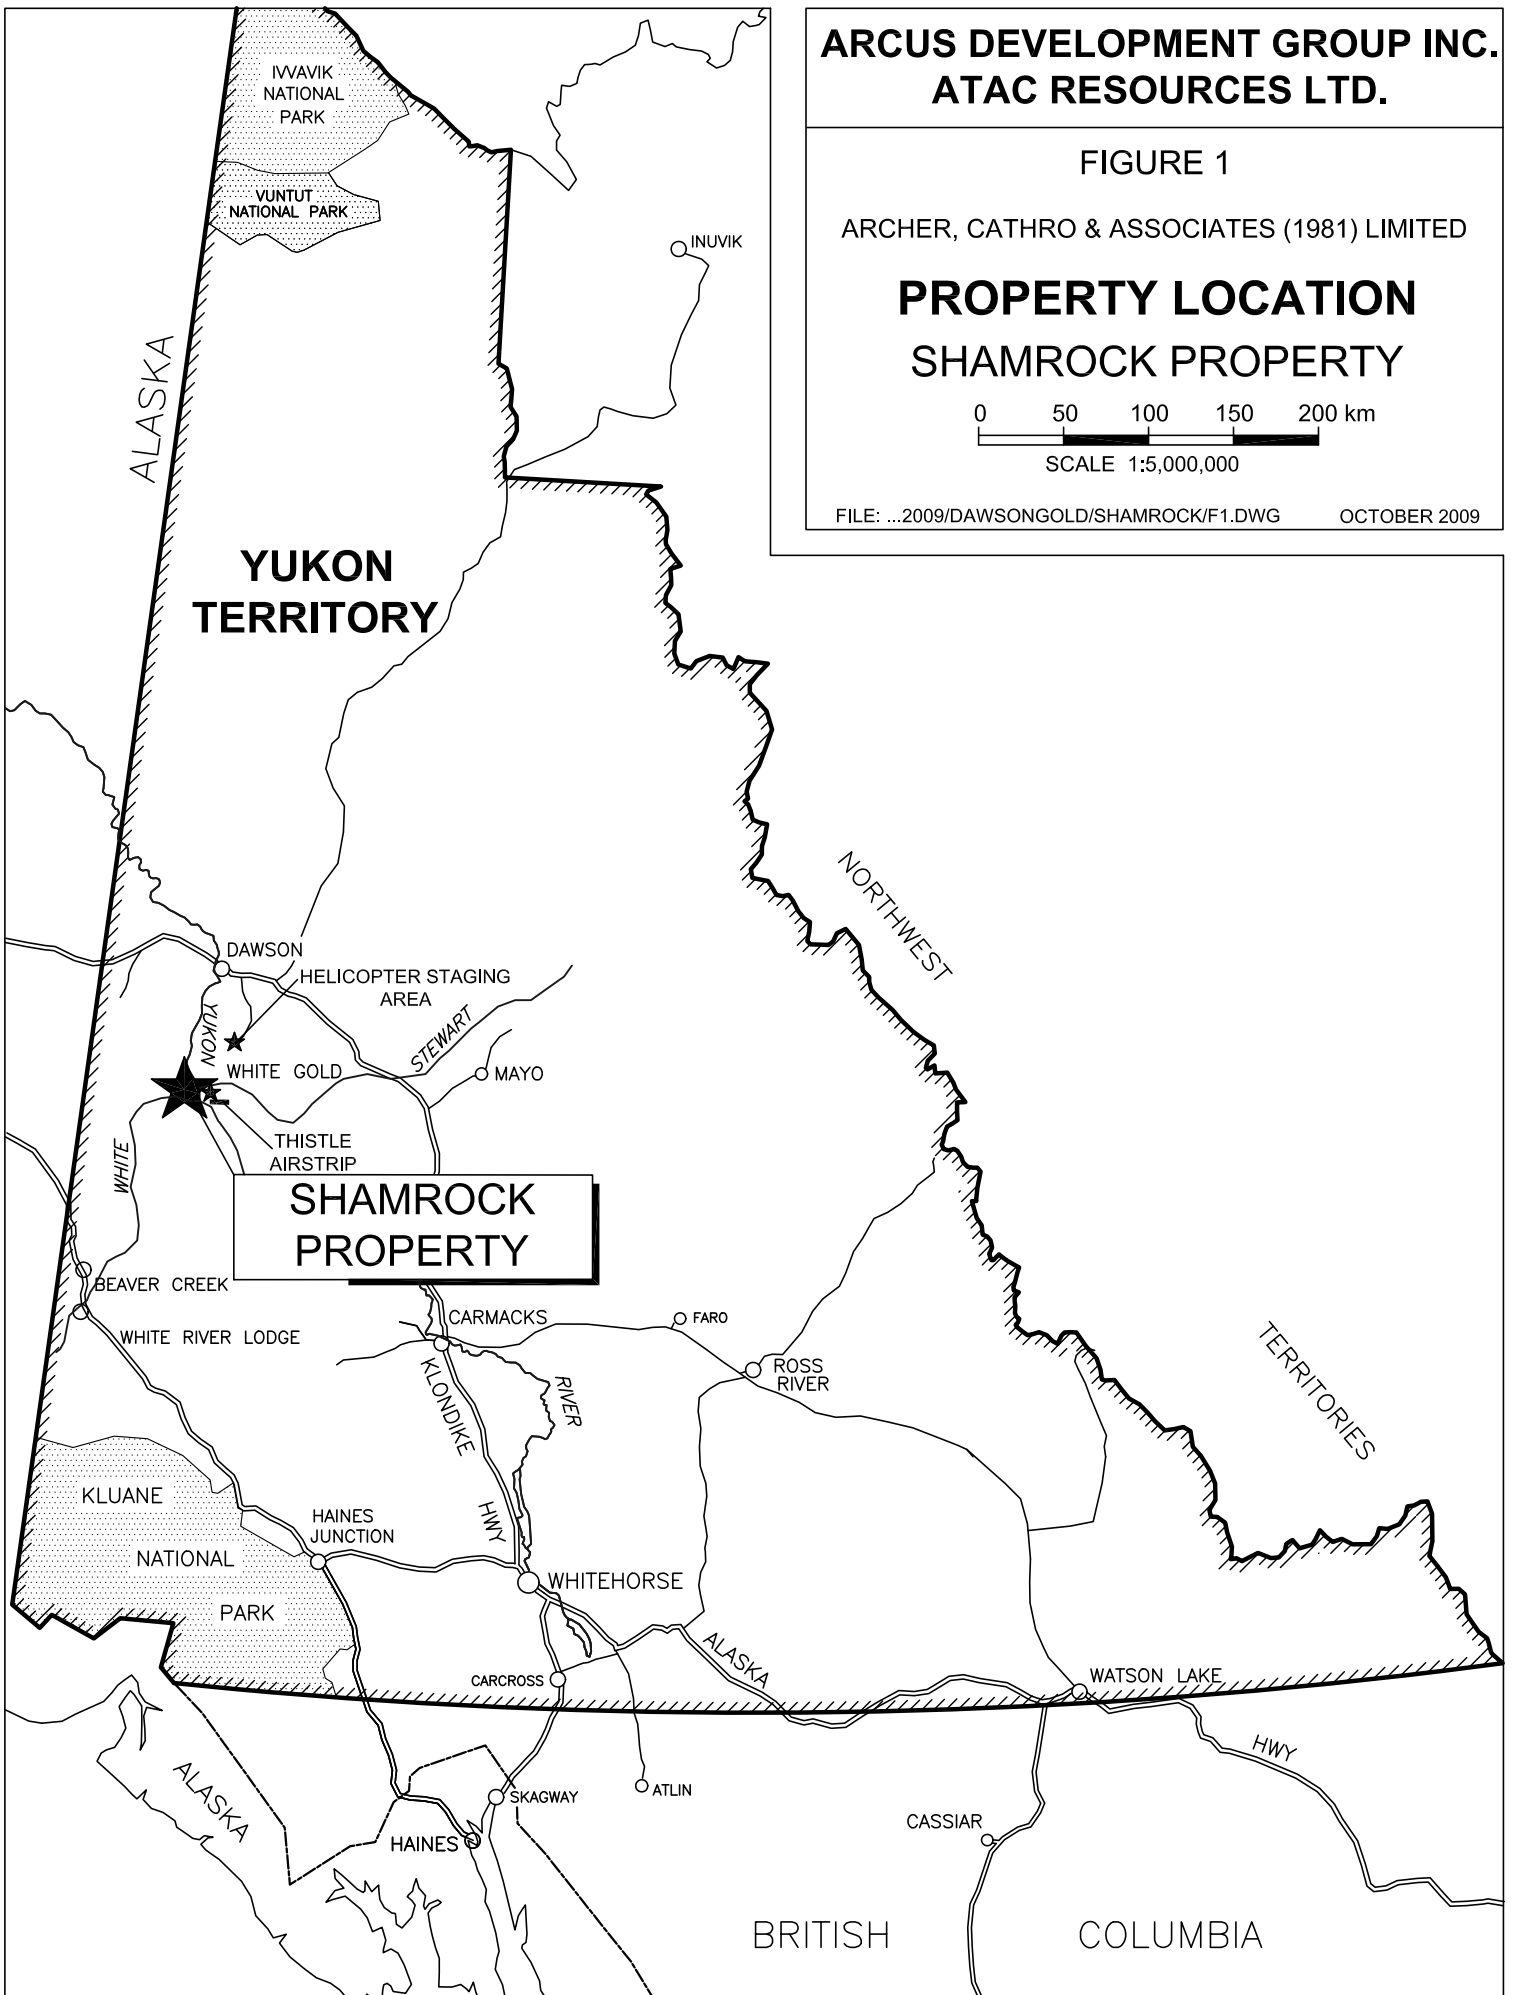 ARCUS DEVELOPMENT GROUP INC.
ATAC RESOURCES LTD.
FIGURE 1
ARCHER, CATHRO & ASSOCIATES (1981) LIMITED
PROPERTY LOCATION
SHAMROCK PROPERTY
0 50 100 150 200 km
SCALE 1:5,000,000
FILE: ...2009/DAWSONGOLD/SHAMROCK/F1.DWG OCTOBER 2009
IVVAVIK
NATIONAL
PARK
VUNTUT
NATIONAL PARK
INUVIK
ALASKA
YUKON
TERRITORY
NORTHWEST
DAWSON
HELICOPTER STAGING
AREA
YUKON
STEWART
WHITE GOLD
MAYO
THISTLE
AIRSTRIP
WHITE
SHAMROCK
PROPERTY
BEAVER CREEK
WHITE RIVER LODGE
CARMACKS
FARO
ROSS
RIVER
TERRITORIES
KLONDIKE
RIVER
HWY
KLUANE
NATIONAL
PARK
HAINES
JUNCTION
WHITEHORSE
CARCROSS
ALASKA
WATSON LAKE
HWY
ALASKA
SKAGWAY
ATLIN
HAINES
CASSIAR
BRITISH COLUMBIA